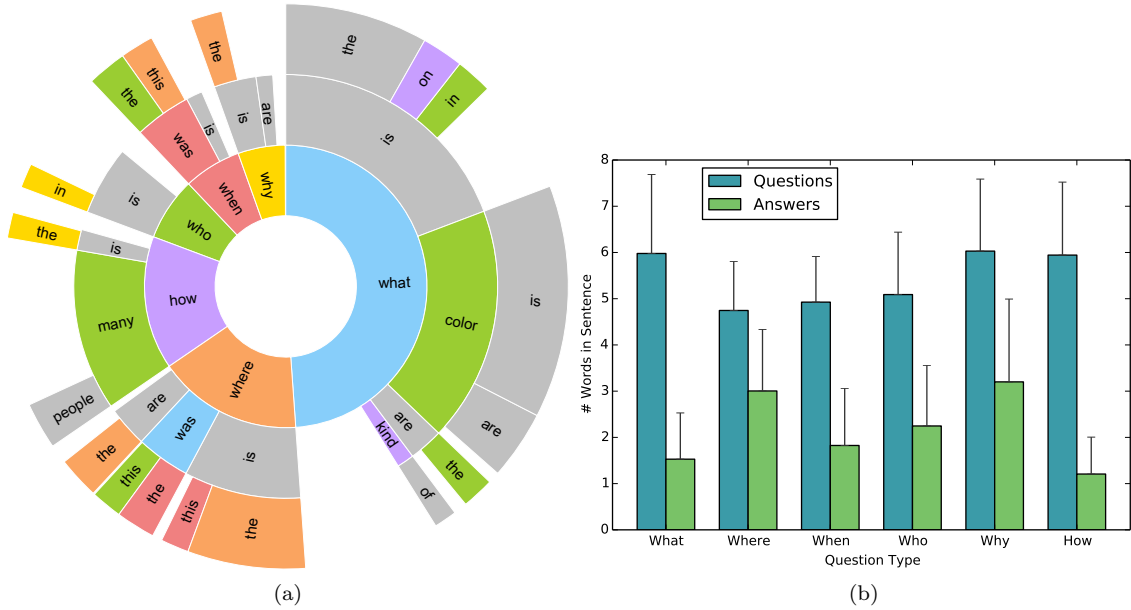 the
on
in
is
what
color
is
are
are
the
kind
of
where
is
the
this
was
the
this
are
the
how
many
people
is
the
who
is
in
when
was
the
this
is
why
is
the
are
(a)
8
7
6
5
4
3
2
1
0
# Words in Sentence
Questions
Answers
What Where When Who Why How
Question Type
(b)